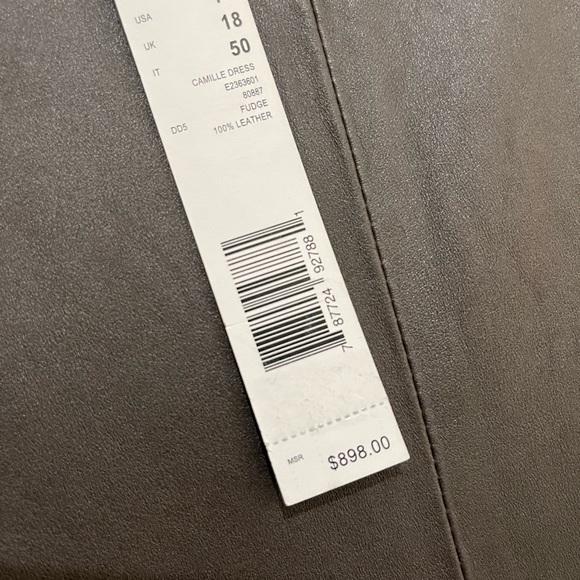 USA
UK 18
IT 50
CAMILLE DRESS
E2363601
80887
FUDGE
DD5 100% LEATHER
7 87724 92788 1
MSR $898.00